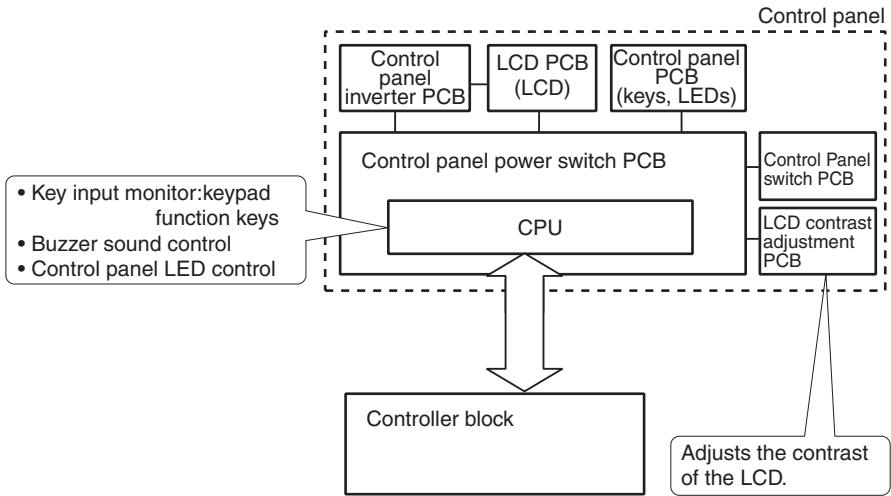 Control panel
Control
panel
inverter PCB
LCD PCB
(LCD)
Control panel
PCB
(keys, LEDs)
Control panel power switch PCB
Control Panel
switch PCB
• Key input monitor:keypad
function keys
• Buzzer sound control
• Control panel LED control
CPU
LCD contrast
adjustment
PCB
Controller block
Adjusts the contrast
of the LCD.